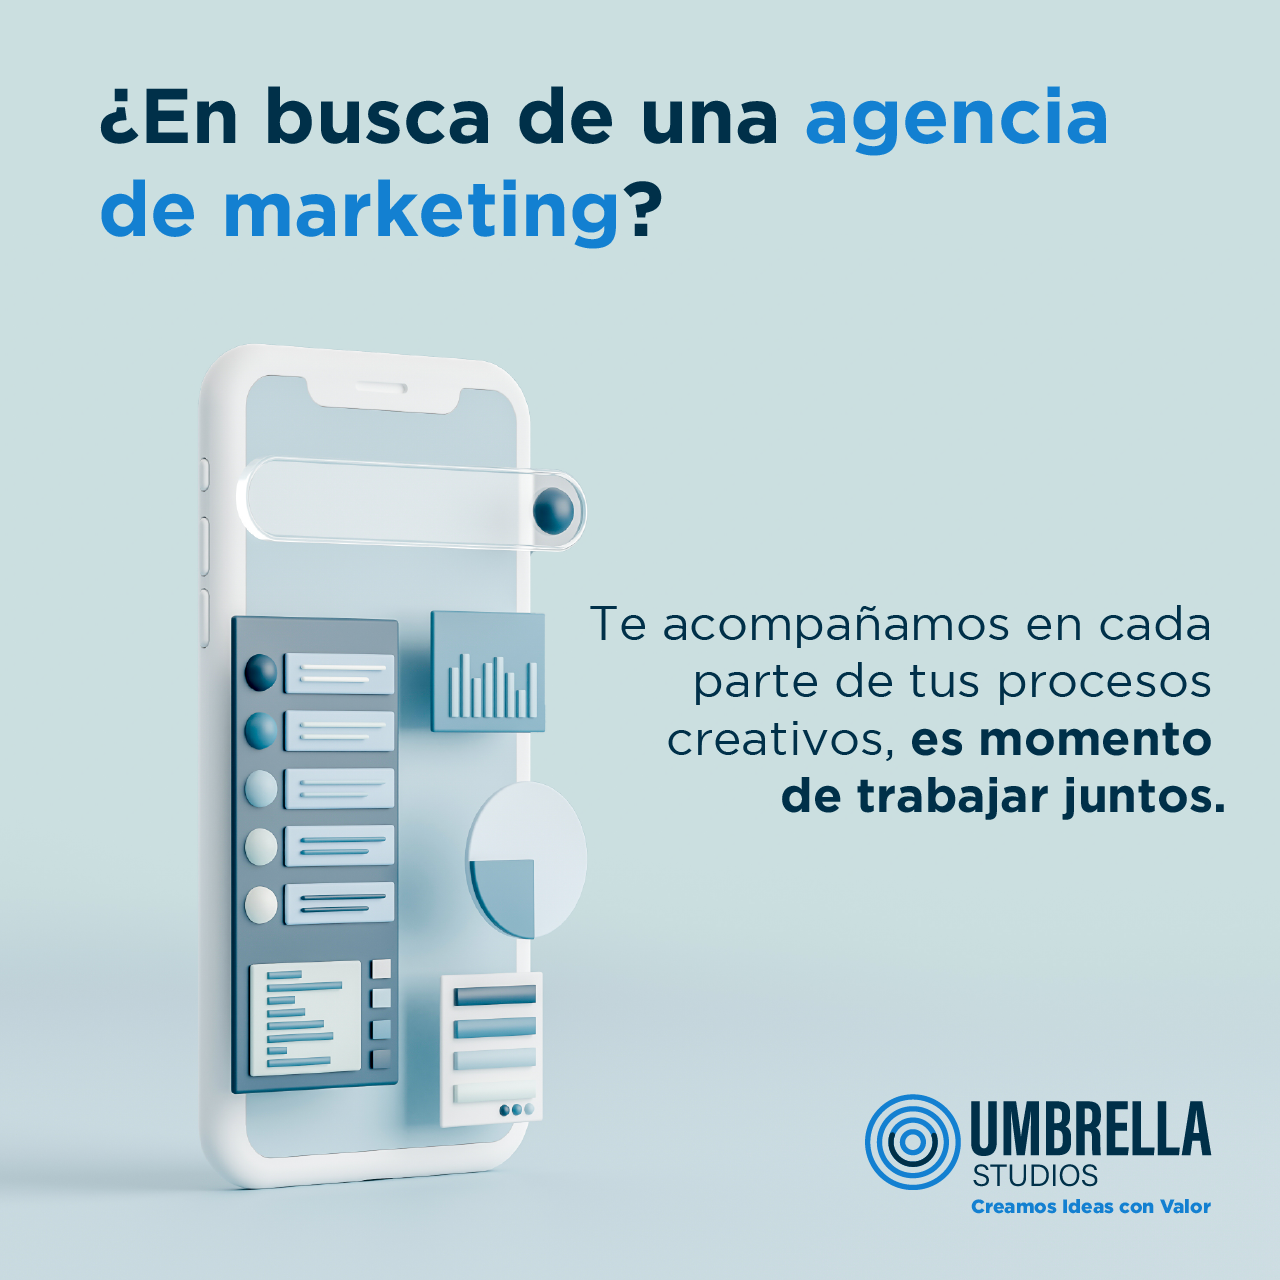 ¿En busca de una agencia
de marketing?
Te acompañamos en cada
parte de tus procesos
creativos, es momento
de trabajar juntos.
UMBRELLA
STUDIOS
Creamos Ideas con Valor